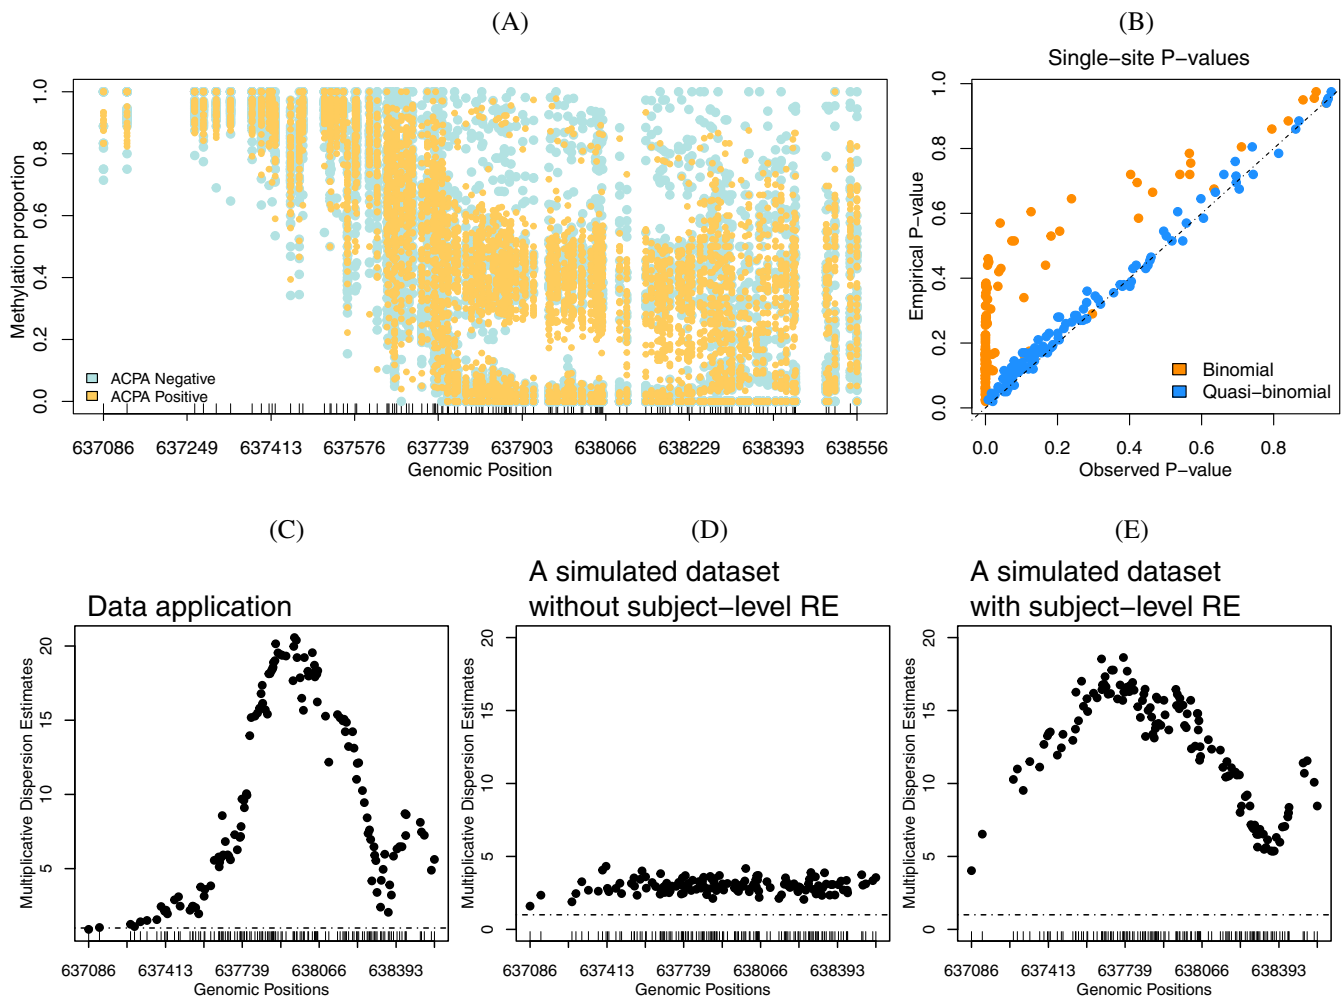 (A)
Methylation proportion
0.0 0.2 0.4 0.6 0.8 1.0
ACPA Negative
ACPA Positive
637086 637249 637413 637576 637739 637903 638066 638229 638393 638556
Genomic Position
(B)
Single−site P−values
Empirical P−value
0.0 0.2 0.4 0.6 0.8 1.0
Binomial
Quasi−binomial
0.0 0.2 0.4 0.6 0.8
Observed P−value
(C)
Data application
Multiplicative Dispersion Estimates
5 10 15 20
637086 637413 637739 638066 638393
Genomic Positions
(D)
A simulated dataset
without subject−level RE
Multiplicative Dispersion Estimates
0 5 10 15 20
637086 637413 637739 638066 638393
Genomic Positions
(E)
A simulated dataset
with subject−level RE
Multiplicative Dispersion Estimates
0 5 10 15 20
637086 637413 637739 638066 638393
Genomic Positions